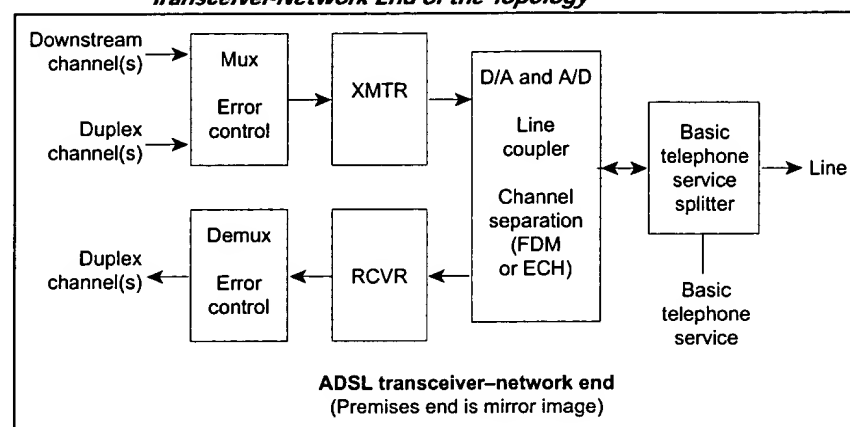 Transceiver-Network End of the Topology
Downstream
channel(s)
Duplex
channel(s)
Mux
Error
control
XMTR
D/A and A/D
Line
coupler
Channel
separation
(FDM
or ECH)
Basic
telephone
service
splitter
Line
Duplex
channel(s)
Demux
Error
control
RCVR
Basic
telephone
service
ADSL transceiver–network end
(Premises end is mirror image)